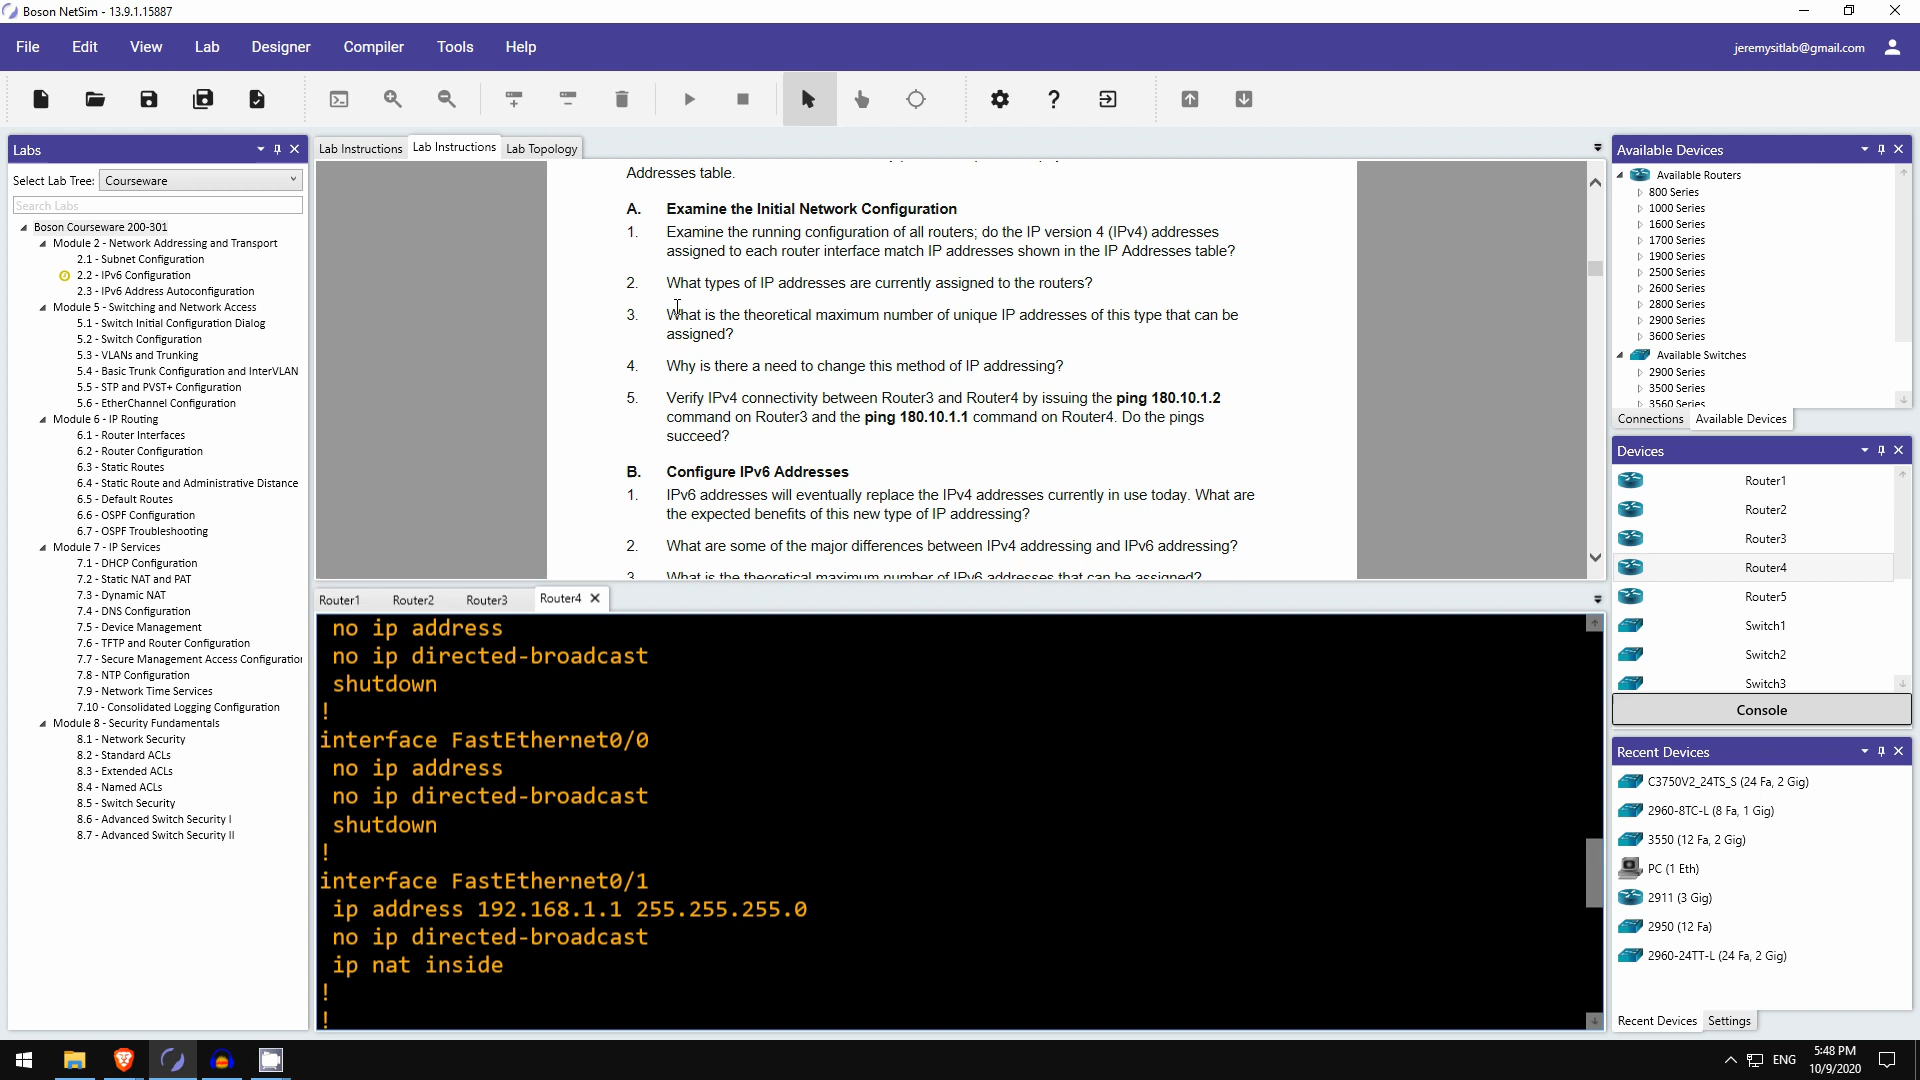 Boson NetSim - 13.9.1.15887
File Edit View Lab Designer Compiler Tools Help
jeremysitlab@gmail.com
Labs
Select Lab Tree: Courseware
Search Labs
Boson Courseware 200-301
Module 2 - Network Addressing and Transport
2.1 - Subnet Configuration
2.2 - IPv6 Configuration
2.3 - IPv6 Address Autoconfiguration
Module 5 - Switching and Network Access
5.1 - Switch Initial Configuration Dialog
5.2 - Switch Configuration
5.3 - VLANs and Trunking
5.4 - Basic Trunk Configuration and InterVLAN
5.5 - STP and PVST+ Configuration
5.6 - EtherChannel Configuration
Module 6 - IP Routing
6.1 - Router Interfaces
6.2 - Router Configuration
6.3 - Static Routes
6.4 - Static Route and Administrative Distance
6.5 - Default Routes
6.6 - OSPF Configuration
6.7 - OSPF Troubleshooting
Module 7 - IP Services
7.1 - DHCP Configuration
7.2 - Static NAT and PAT
7.3 - Dynamic NAT
7.4 - DNS Configuration
7.5 - Device Management
7.6 - TFTP and Router Configuration
7.7 - Secure Management Access Configuration
7.8 - NTP Configuration
7.9 - Network Time Services
7.10 - Consolidated Logging Configuration
Module 8 - Security Fundamentals
8.1 - Network Security
8.2 - Standard ACLs
8.3 - Extended ACLs
8.4 - Named ACLs
8.5 - Switch Security
8.6 - Advanced Switch Security I
8.7 - Advanced Switch Security II
Lab Instructions Lab Instructions Lab Topology
Addresses table.
A. Examine the Initial Network Configuration
1. Examine the running configuration of all routers; do the IP version 4 (IPv4) addresses
assigned to each router interface match IP addresses shown in the IP Addresses table?
2. What types of IP addresses are currently assigned to the routers?
3. What is the theoretical maximum number of unique IP addresses of this type that can be
assigned?
4. Why is there a need to change this method of IP addressing?
5. Verify IPv4 connectivity between Router3 and Router4 by issuing the ping 180.10.1.2
command on Router3 and the ping 180.10.1.1 command on Router4. Do the pings
succeed?
B. Configure IPv6 Addresses
1. IPv6 addresses will eventually replace the IPv4 addresses currently in use today. What are
the expected benefits of this new type of IP addressing?
2. What are some of the major differences between IPv4 addressing and IPv6 addressing?
3. What is the theoretical maximum number of IPv6 addresses that can be assigned?
Router1 Router2 Router3 Router4
no ip address
no ip directed-broadcast
shutdown
!
interface FastEthernet0/0
no ip address
no ip directed-broadcast
shutdown
!
interface FastEthernet0/1
ip address 192.168.1.1 255.255.255.0
no ip directed-broadcast
ip nat inside
!
!
Available Devices
Available Routers
800 Series
1000 Series
1600 Series
1700 Series
1900 Series
2500 Series
2600 Series
2800 Series
2900 Series
3600 Series
Available Switches
2900 Series
3500 Series
3560 Series
Connections Available Devices
Devices
Router1
Router2
Router3
Router4
Router5
Switch1
Switch2
Switch3
Console
Recent Devices
C3750V2_24TS_S (24 Fa, 2 Gig)
2960-8TC-L (8 Fa, 1 Gig)
3550 (12 Fa, 2 Gig)
PC (1 Eth)
2911 (3 Gig)
2950 (12 Fa)
2960-24TT-L (24 Fa, 2 Gig)
Recent Devices Settings
ENG
5:48 PM
10/9/2020